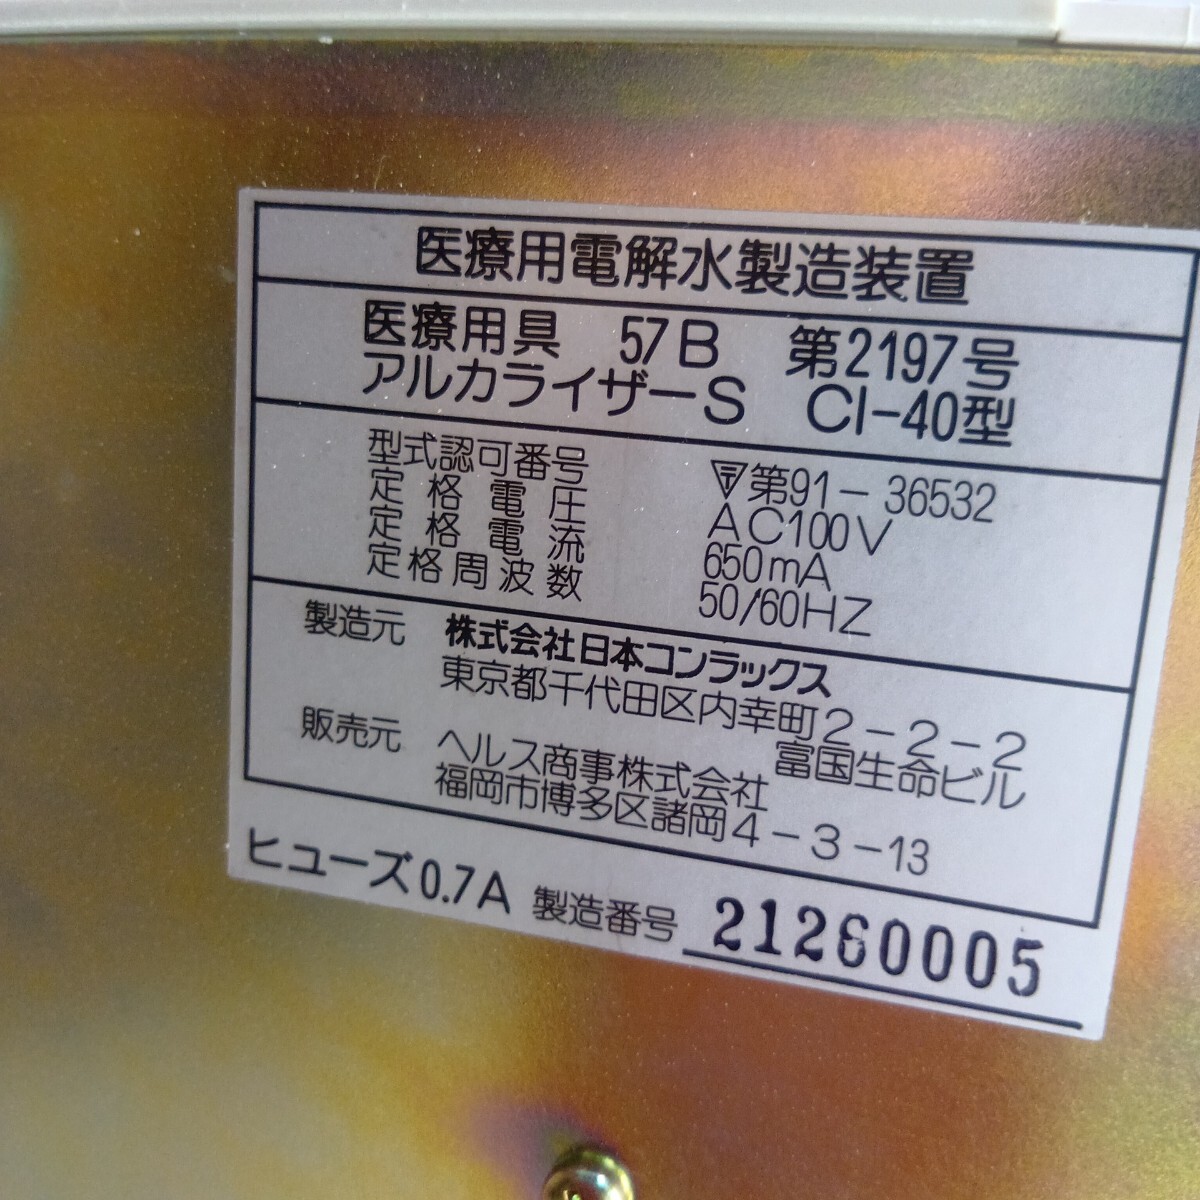 医療用電解水製造装置
医療用具 57B 第2197号
アルカライザーS CI-40型
型式認可番号 〒第91-36532
定格電圧 AC100V
定格電流 650mA
定格周波数 50/60HZ
製造元 株式会社日本コンラックス
東京都千代田区内幸町2-2-2
富国生命ビル
販売元 ヘルス商事株式会社
福岡市博多区諸岡4-3-13
ヒューズ0.7A 製造番号 21260005